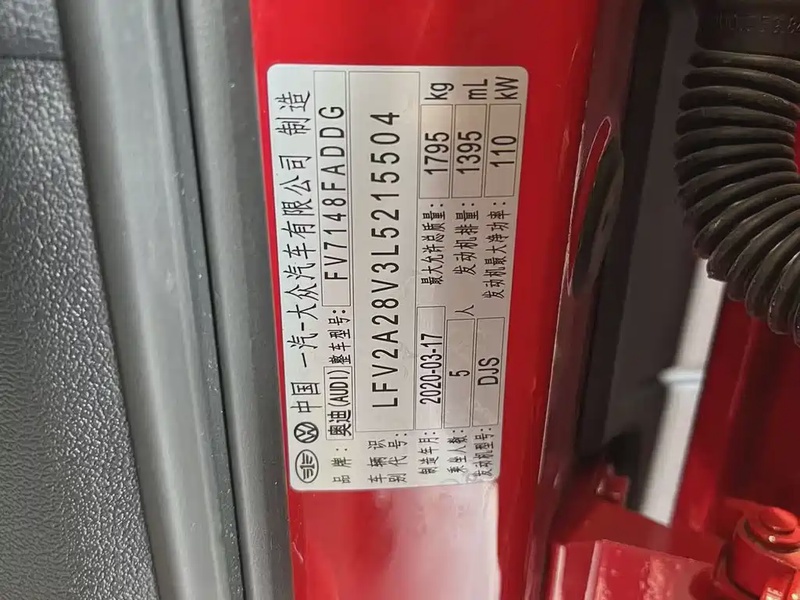 中国 一汽-大众汽车有限公司 制造
品牌: 奥迪(AUDI) 整车型号: FV7148FADDG
车辆识别代号: LFV2A28V3L5215504
制造年月: 2020-03-17 最大允许总质量: 1795 kg
乘坐人数: 5 人 发动机排量: 1395 mL
发动机型号: DJS 发动机最大净功率: 110 kW